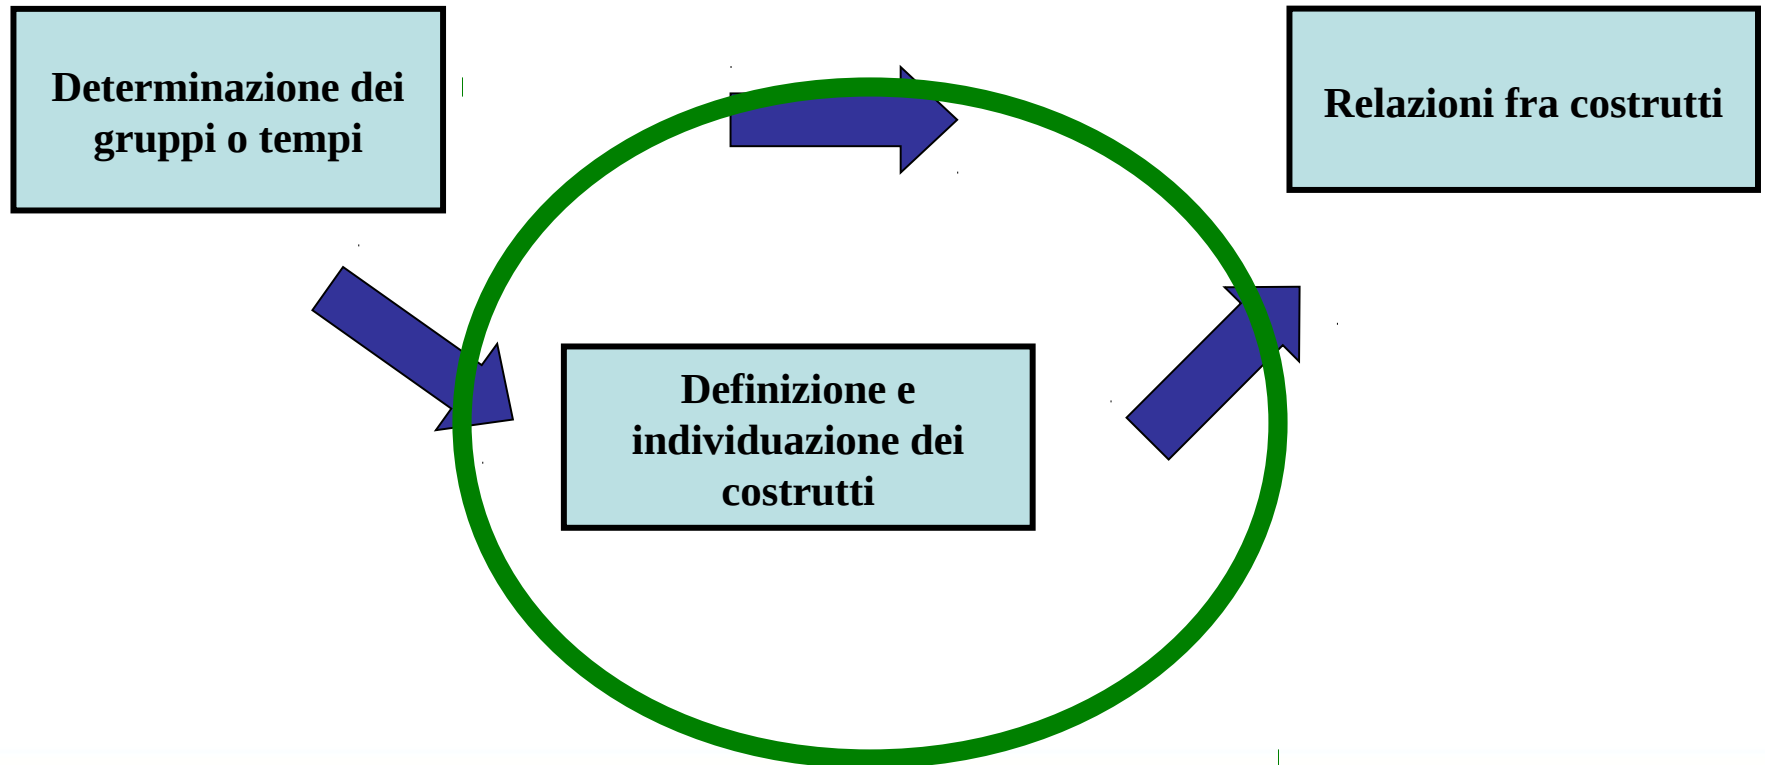 Determinazione dei
gruppi o tempi
Relazioni fra costrutti
Definizione e
individuazione dei
costrutti